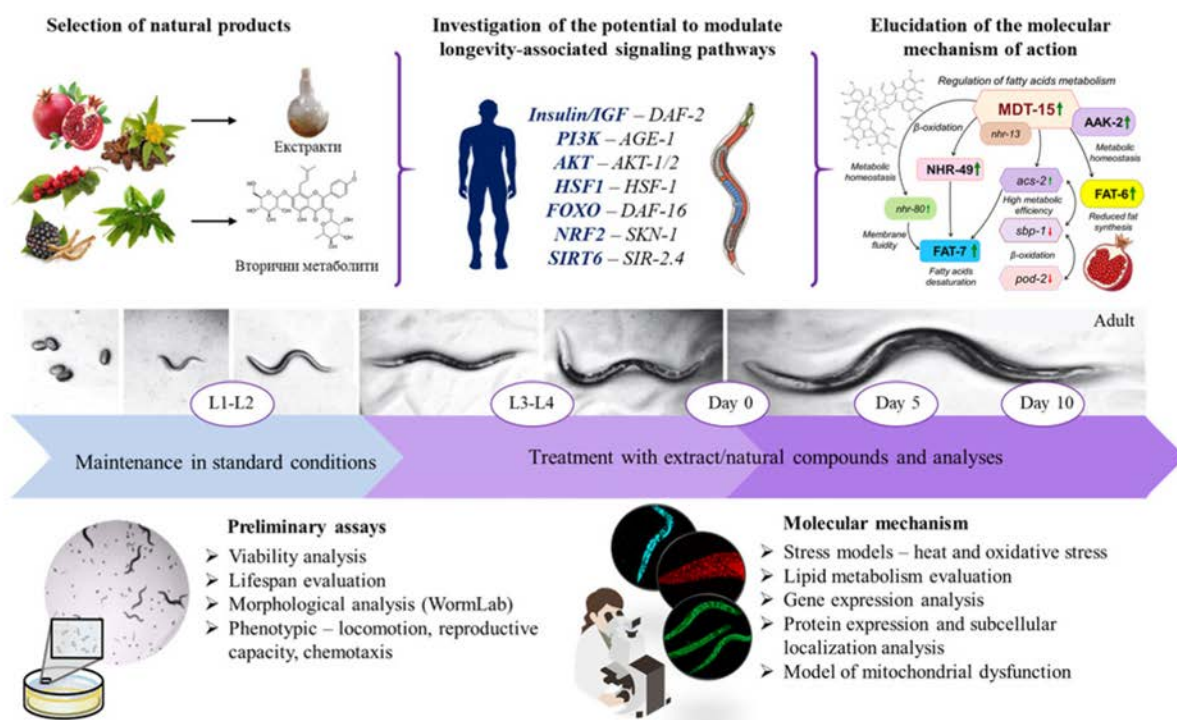 Selection of natural products
Екстракти
Вторични метаболити
Investigation of the potential to modulate
longevity-associated signaling pathways
Insulin/IGF – DAF-2
PI3K – AGE-1
AKT – AKT-1/2
HSF1 – HSF-1
FOXO – DAF-16
NRF2 – SKN-1
SIRT6 – SIR-2.4
Elucidation of the molecular
mechanism of action
Regulation of fatty acids metabolism
MDT-15↑
AAK-2↑
β-oxidation
nhr-13
Metabolic
homeostasis
Metabolic
homeostasis
NHR-49↑
acs-2↑
FAT-6↑
High metabolic
efficiency
Reduced fat
synthesis
nhr-80↑
sbp-1↓
Membrane
fluidity
FAT-7↑
β-oxidation
Fatty acids
desaturation
pod-2↓
Adult
L1-L2
L3-L4
Day 0
Day 5
Day 10
Maintenance in standard conditions
Treatment with extract/natural compounds and analyses
Preliminary assays
➢ Viability analysis
➢ Lifespan evaluation
➢ Morphological analysis (WormLab)
➢ Phenotypic – locomotion, reproductive
capacity, chemotaxis
Molecular mechanism
➢ Stress models – heat and oxidative stress
➢ Lipid metabolism evaluation
➢ Gene expression analysis
➢ Protein expression and subcellular
localization analysis
➢ Model of mitochondrial dysfunction